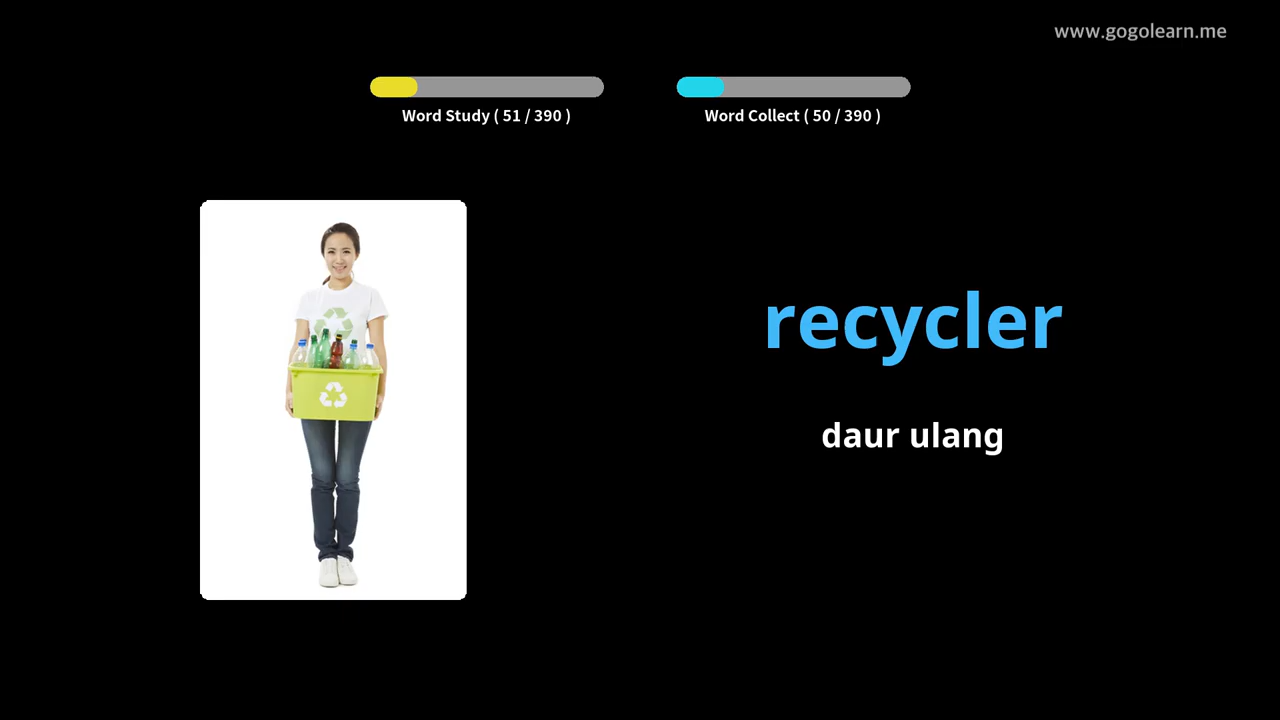 www.gogolearn.me
Word Study ( 51 / 390 )
Word Collect ( 50 / 390 )
recycler
daur ulang